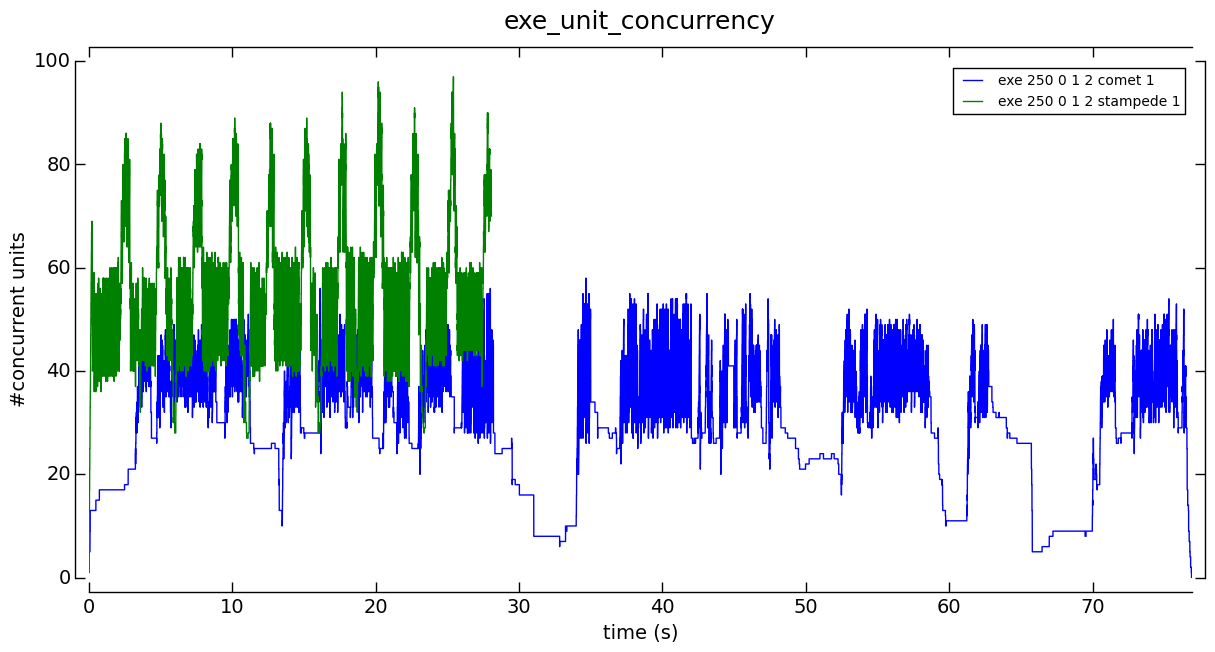 exe_unit_concurrency
exe 250 0 1 2 comet 1
exe 250 0 1 2 stampede 1
#concurrent units
100
80
60
40
20
0
0 10 20 30 40 50 60 70
time (s)